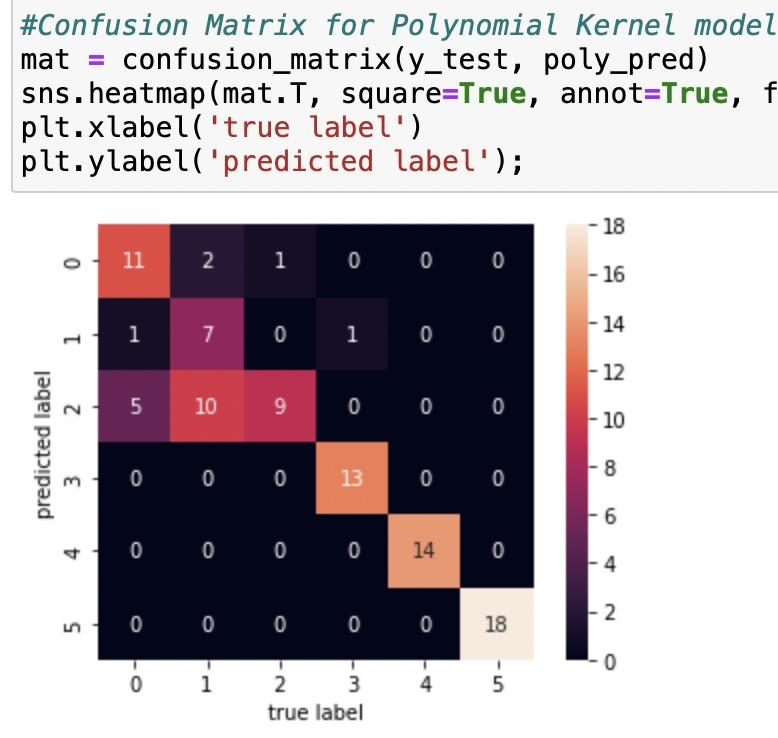 #Confusion Matrix for Polynomial Kernel model
mat = confusion_matrix(y_test, poly_pred)
sns.heatmap(mat.T, square=True, annot=True, f
plt.xlabel('true label')
plt.ylabel('predicted label');
0 11 2 1 0 0 0
1 1 7 0 1 0 0
2 5 10 9 0 0 0
3 0 0 0 13 0 0
4 0 0 0 0 14 0
5 0 0 0 0 0 18
0 1 2 3 4 5
true label
predicted label
18
16
14
12
10
8
6
4
2
0